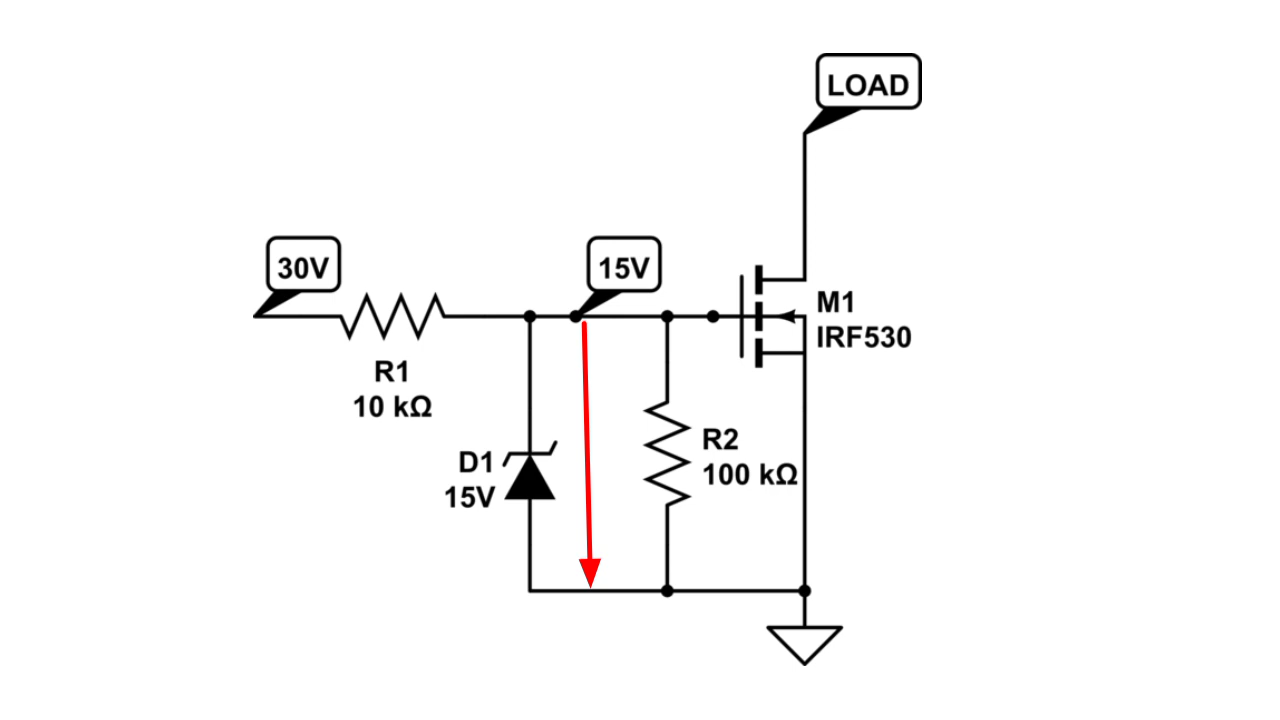 LOAD
30V
15V
M1
IRF530
R1
10 kΩ
R2
100 kΩ
D1
15V